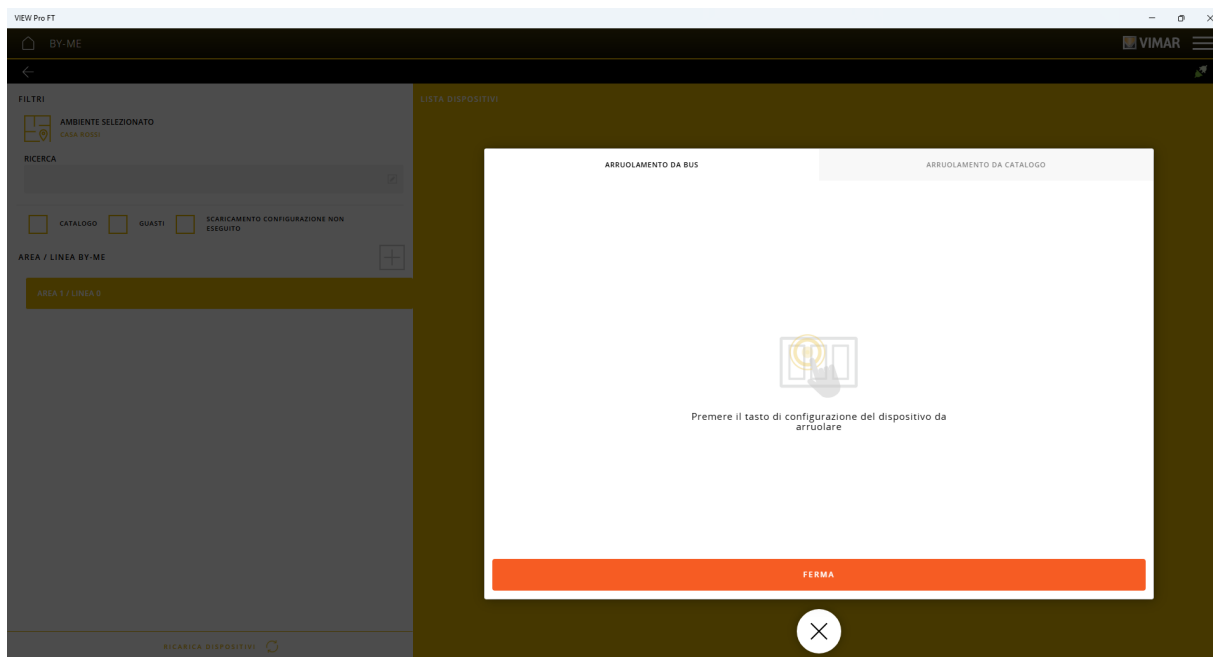 VIEW Pro FT
BY-ME
VIMAR
FILTRI
LISTA DISPOSITIVI
AMBIENTE SELEZIONATO
CASA ROSSI
RICERCA
CATALOGO
GUASTI
SCARICAMENTO CONFIGURAZIONE NON
ESEGUITO
AREA / LINEA BY-ME
AREA 1 / LINEA 0
RICARICA DISPOSITIVI
ARRUOLAMENTO DA BUS
ARRUOLAMENTO DA CATALOGO
Premere il tasto di configurazione del dispositivo da
arruolare
FERMA